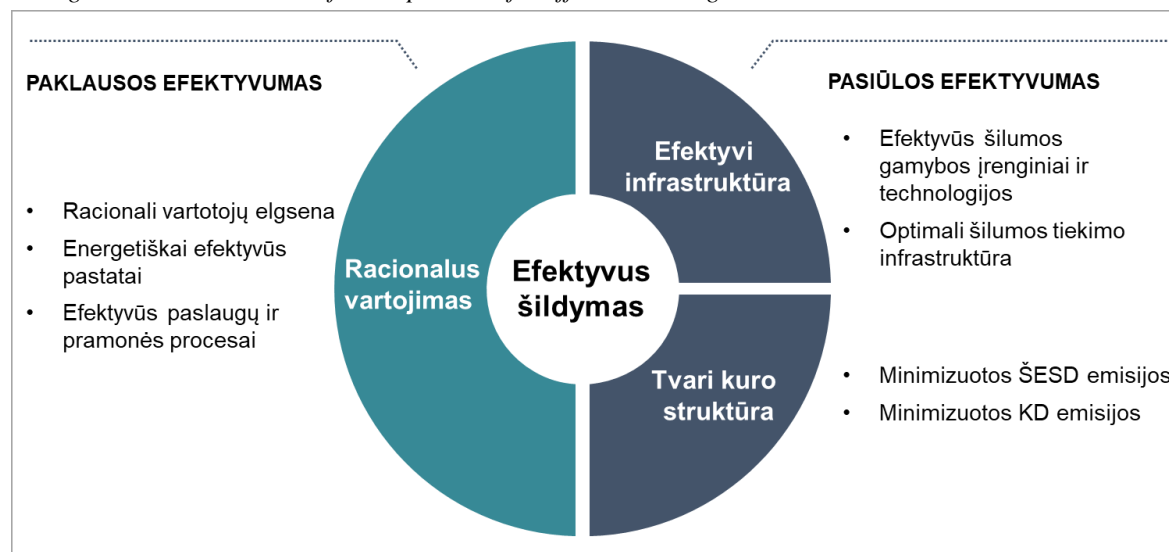 PAKLAUSOS EFEKTYVUMAS
• Racionali vartotojų elgsena
• Energetiškai efektyvūs
pastatai
• Efektyvūs paslaugų ir
pramonės procesai
Racionalus
vartojimas
Efektyvus
šildymas
Efektyvi
infrastruktūra
Tvari kuro
struktūra
PASIŪLOS EFEKTYVUMAS
• Efektyvūs šilumos
gamybos įrenginiai ir
technologijos
• Optimali šilumos tiekimo
infrastruktūra
• Minimizuotos ŠESD emisijos
• Minimizuotos KD emisijos